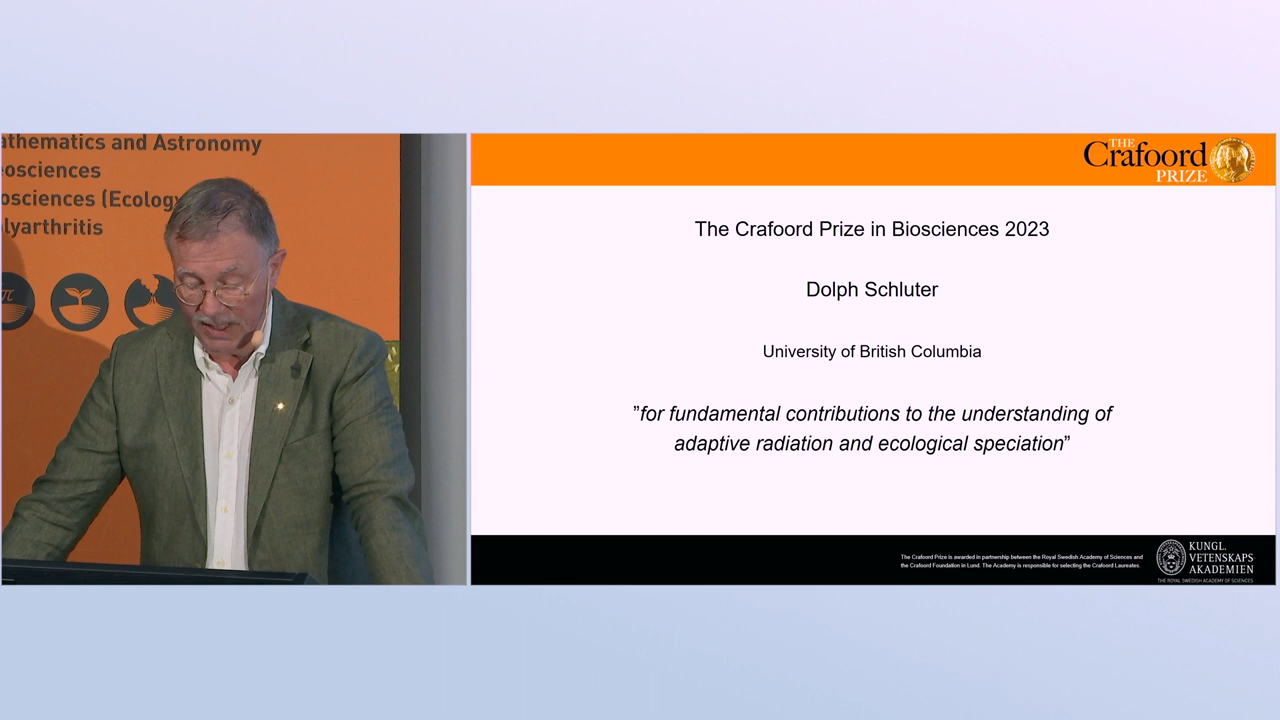 athematics and Astronomy
eosciences
osciences (Ecology
lyarthritis
π
THE
Crafoord
PRIZE
The Crafoord Prize in Biosciences 2023
Dolph Schluter
University of British Columbia
”for fundamental contributions to the understanding of
adaptive radiation and ecological speciation”
The Crafoord Prize is awarded in partnership between the Royal Swedish Academy of Sciences and
the Crafoord Foundation in Lund. The Academy is responsible for selecting the Crafoord Laureates.
KUNGL.
VETENSKAPS
AKADEMIEN
THE ROYAL SWEDISH ACADEMY OF SCIENCES